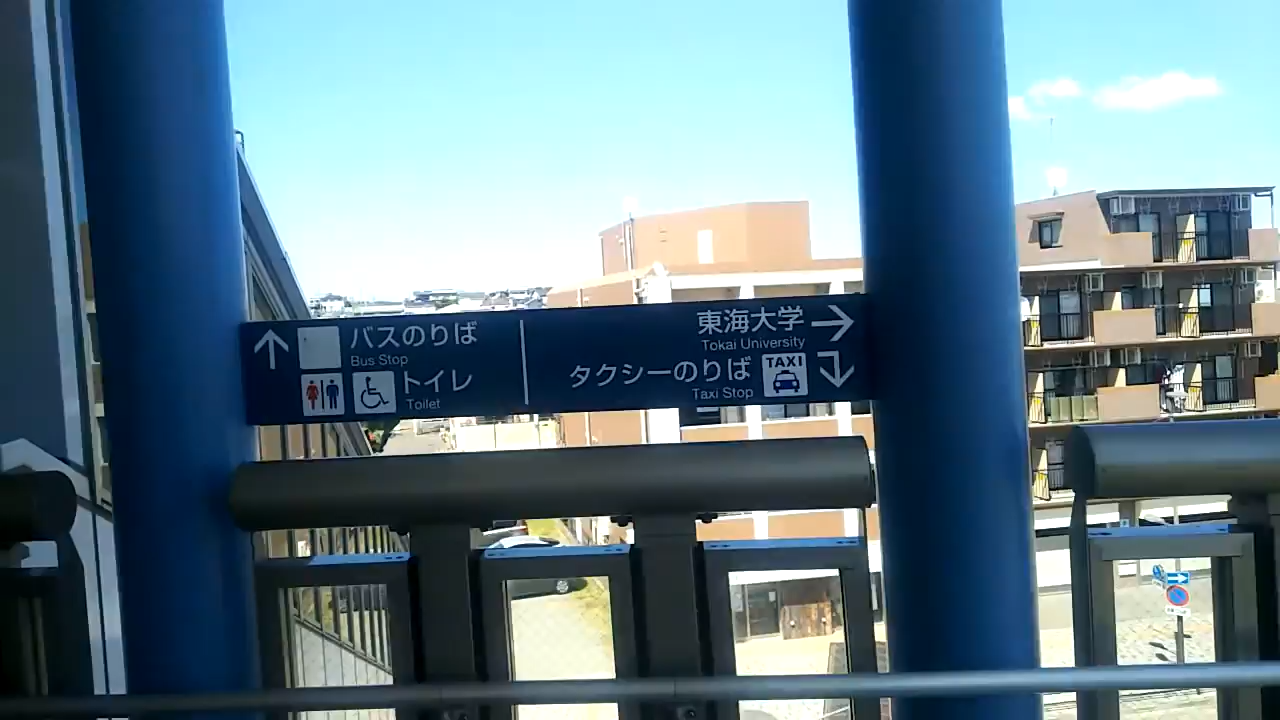 バスのりば
Bus Stop
トイレ
Toilet
東海大学
Tokai University
タクシーのりば
Taxi Stop
TAXI